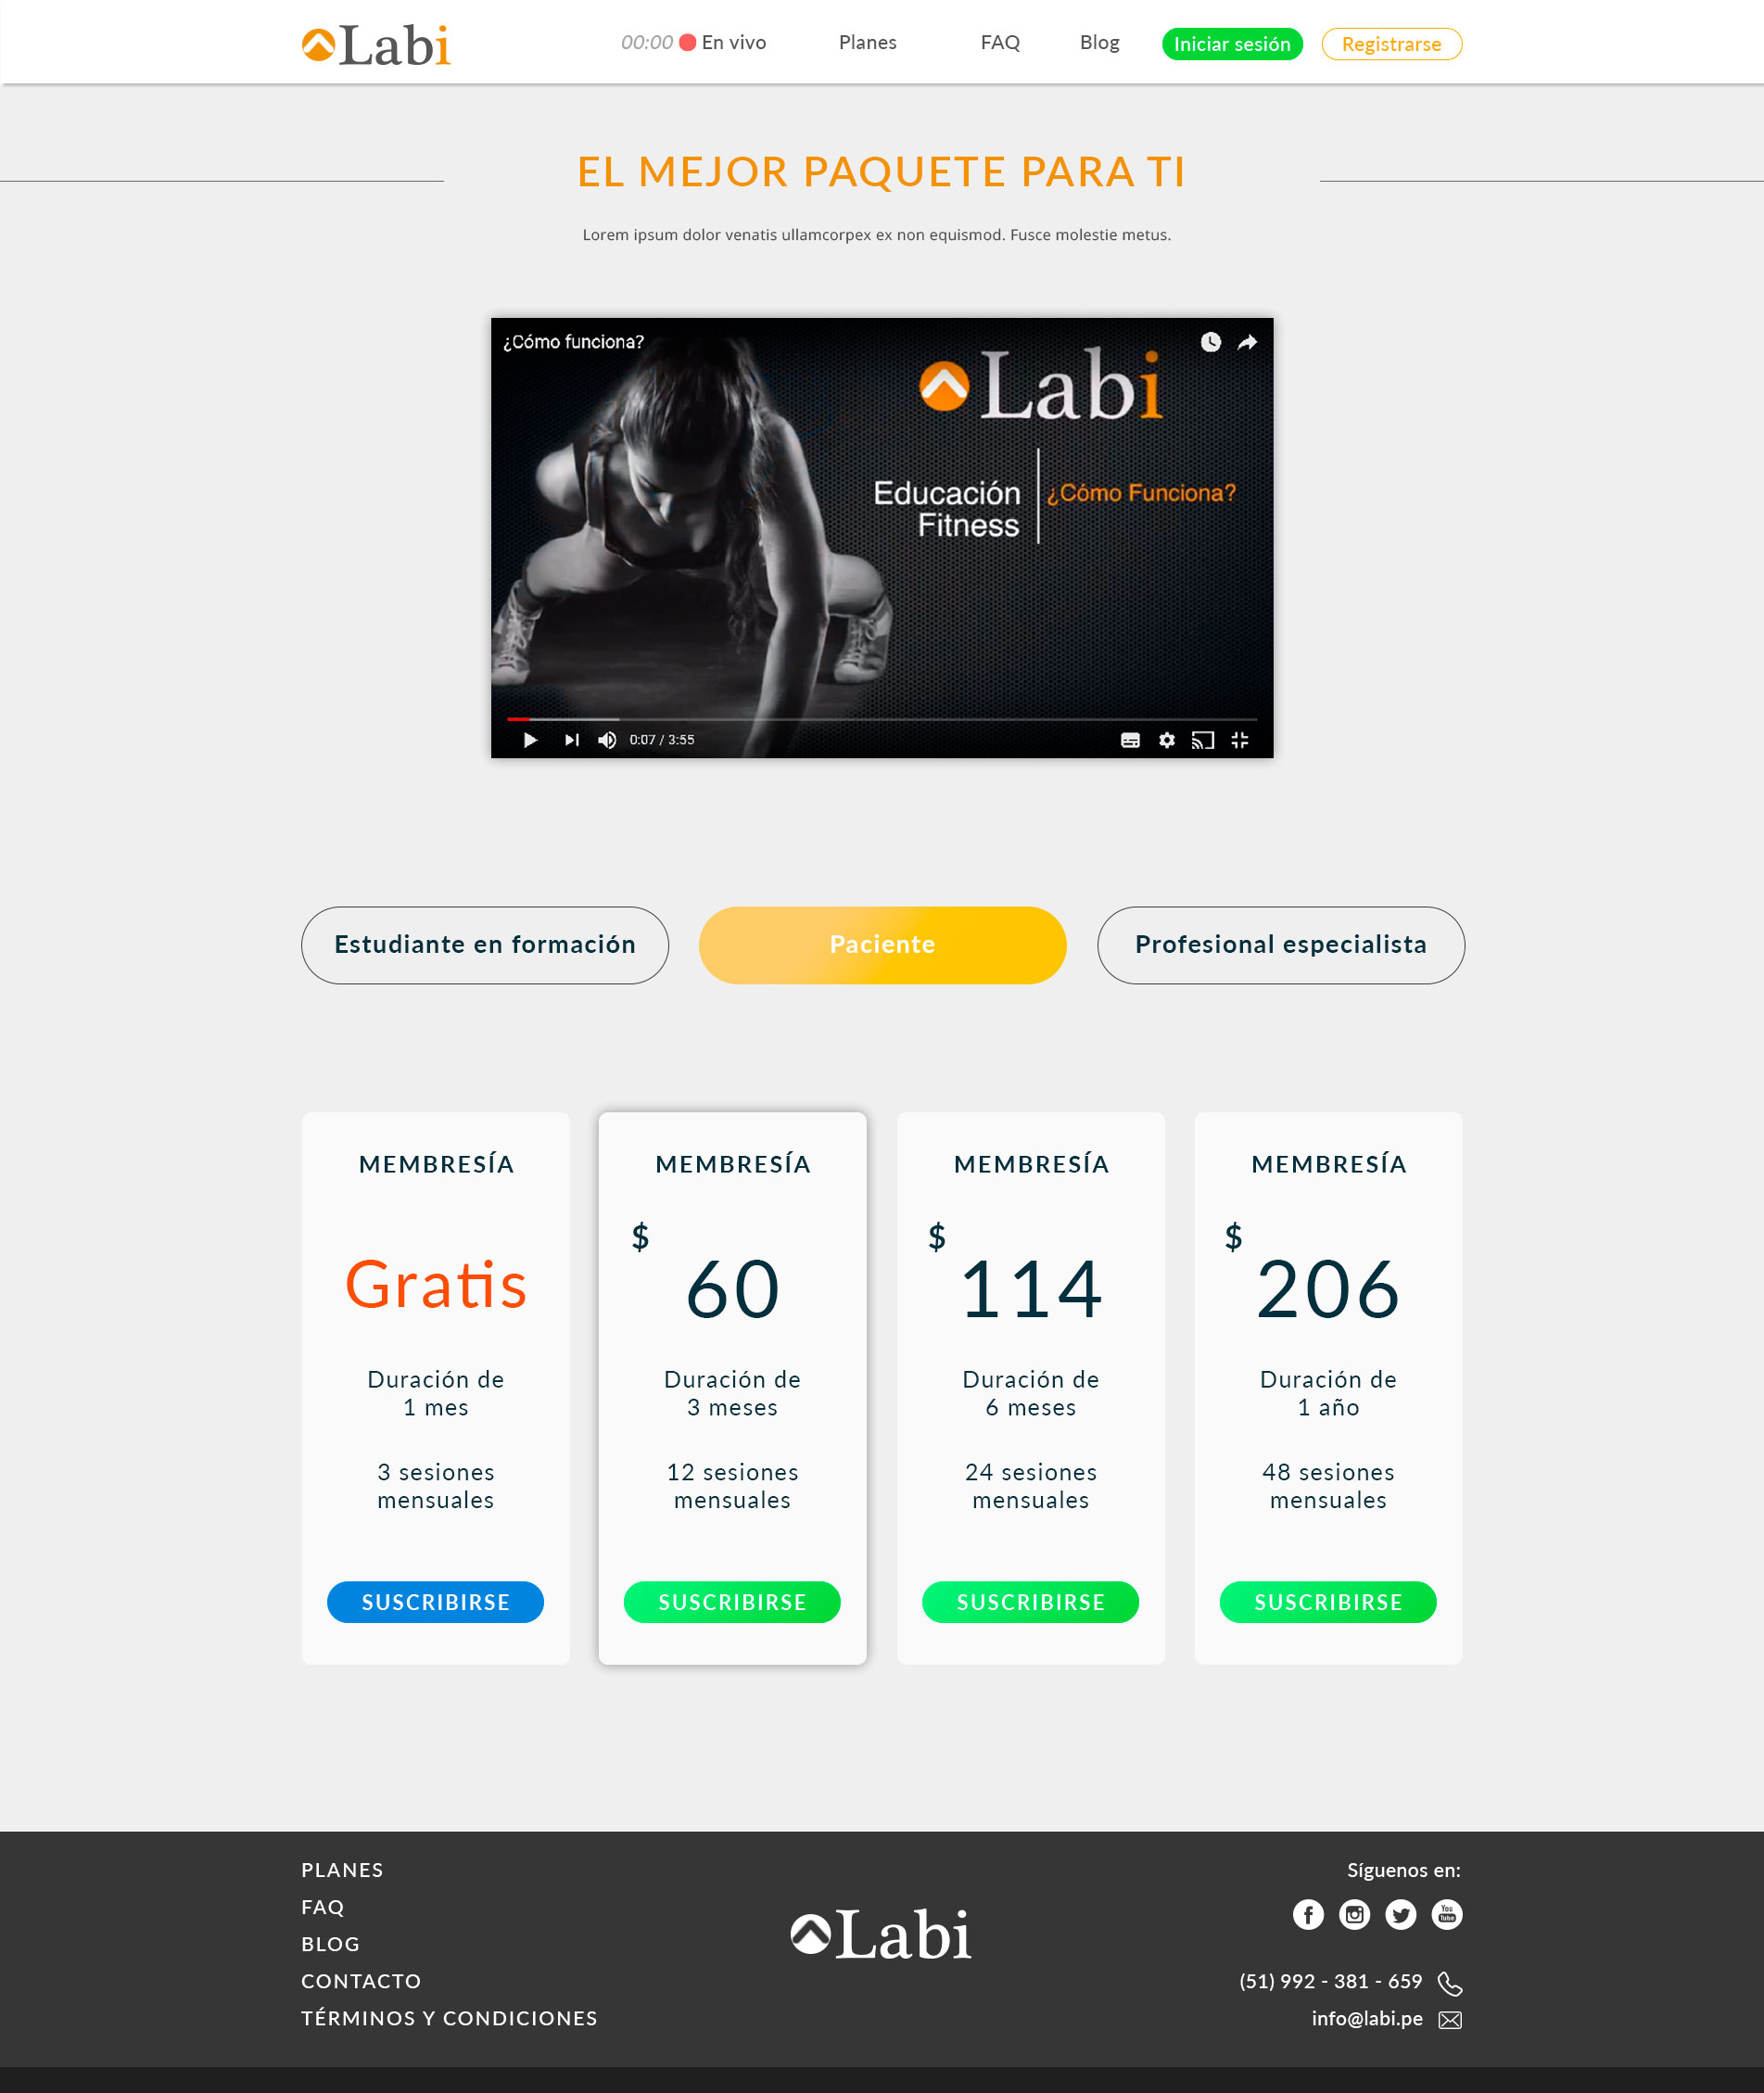 Labi
00:00 En vivo
Planes
FAQ
Blog
Iniciar sesión
Registrarse
EL MEJOR PAQUETE PARA TI
Lorem ipsum dolor venatis ullamcorpex ex non equismod. Fusce molestie metus.
¿Cómo funciona?
Labi
Educación
Fitness
¿Cómo Funciona?
0:07 / 3:55
Estudiante en formación
Paciente
Profesional especialista
MEMBRESÍA
Gratis
Duración de
1 mes
3 sesiones
mensuales
SUSCRIBIRSE
MEMBRESÍA
$
60
Duración de
3 meses
12 sesiones
mensuales
SUSCRIBIRSE
MEMBRESÍA
$
114
Duración de
6 meses
24 sesiones
mensuales
SUSCRIBIRSE
MEMBRESÍA
$
206
Duración de
1 año
48 sesiones
mensuales
SUSCRIBIRSE
PLANES
FAQ
BLOG
CONTACTO
TÉRMINOS Y CONDICIONES
Labi
Síguenos en:
You
Tube
(51) 992 - 381 - 659
info@labi.pe